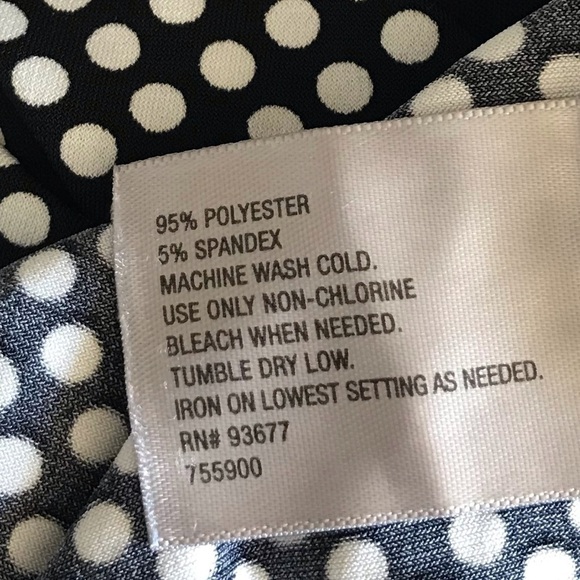 95% POLYESTER
5% SPANDEX
MACHINE WASH COLD.
USE ONLY NON-CHLORINE
BLEACH WHEN NEEDED.
TUMBLE DRY LOW.
IRON ON LOWEST SETTING AS NEEDED.
RN# 93677
755900